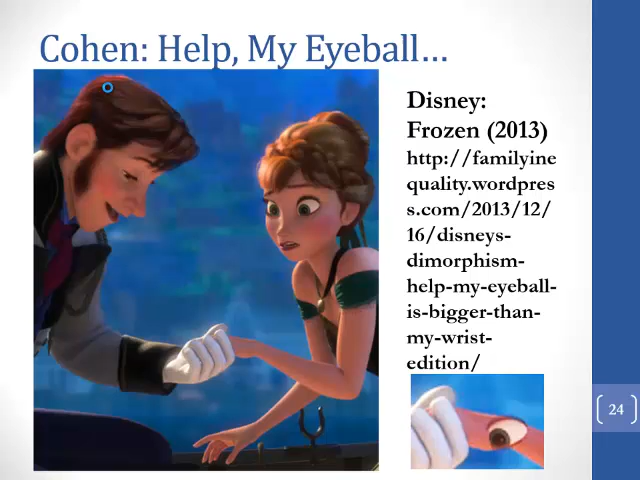 Cohen: Help, My Eyeball…
Disney:
Frozen (2013)
http://familyine
quality.wordpres
s.com/2013/12/
16/disneys-
dimorphism-
help-my-eyeball-
is-bigger-than-
my-wrist-
edition/
24